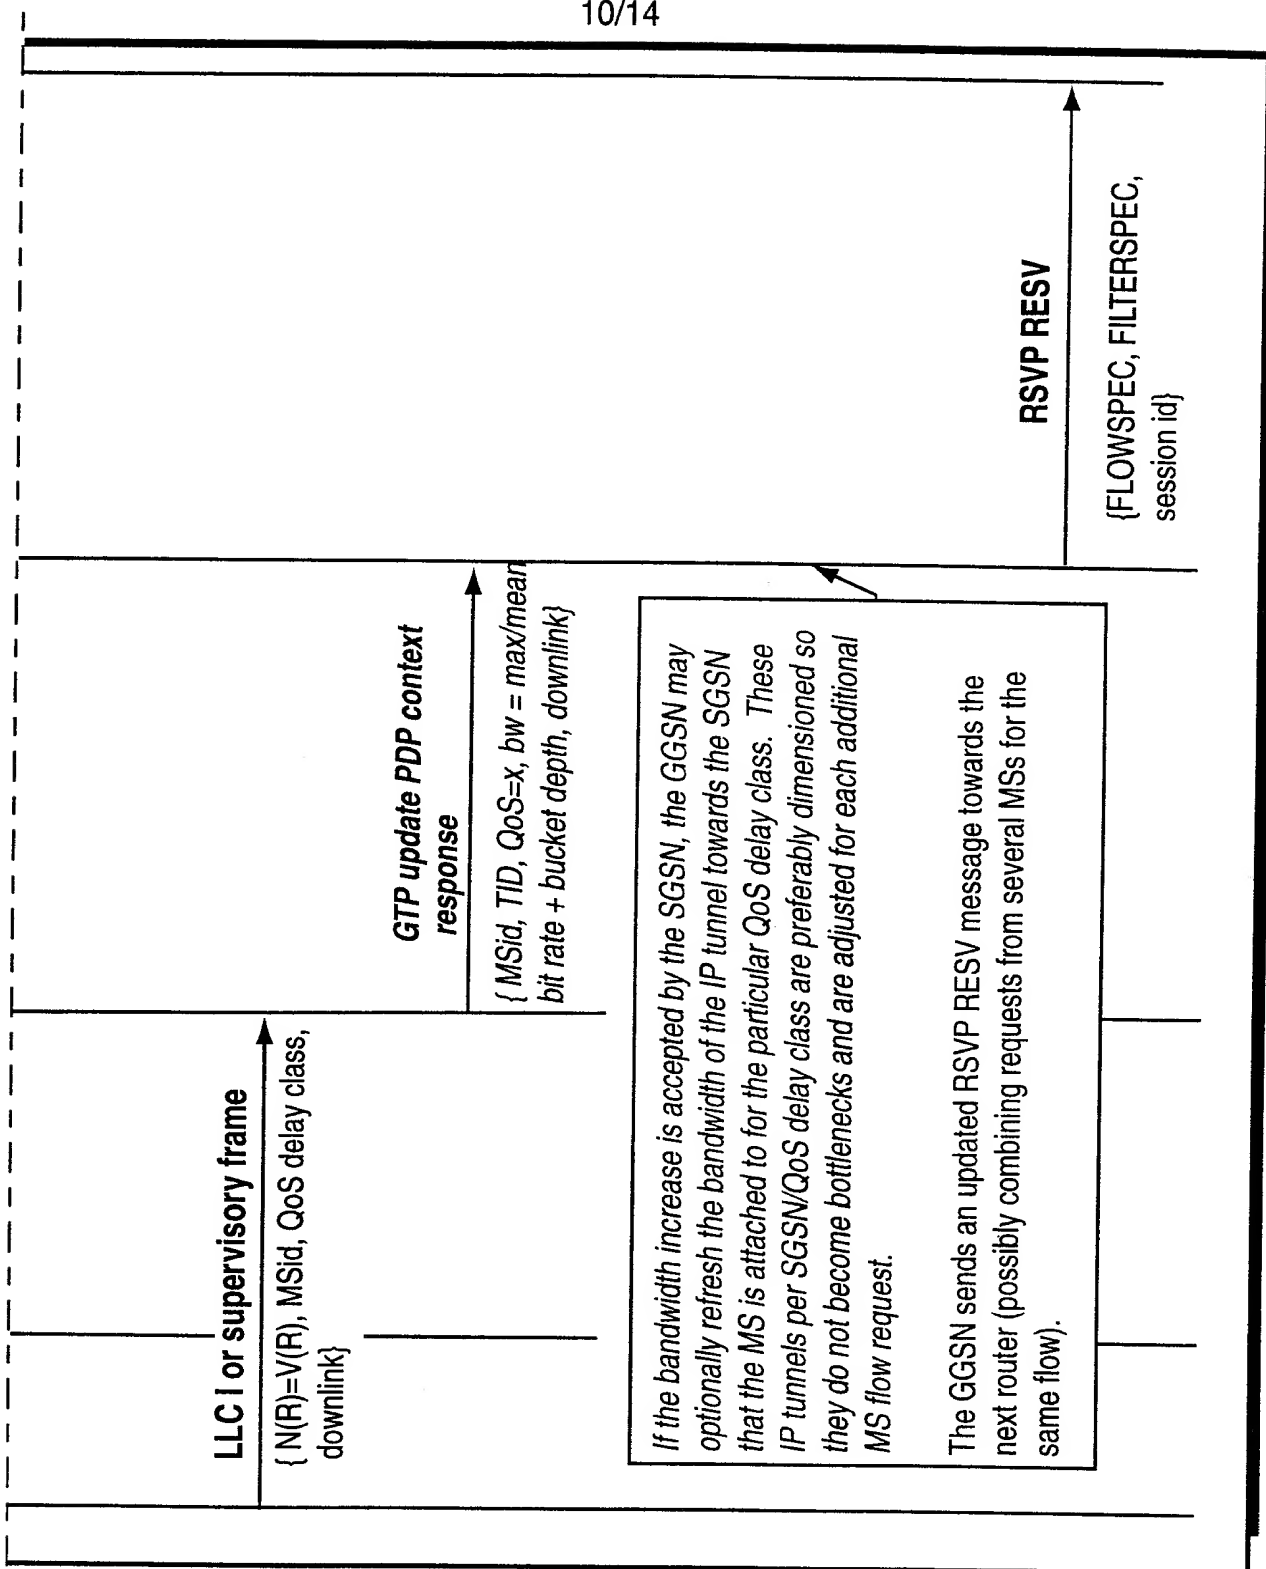 10/14
LLC I or supervisory frame
{ N(R)=V(R), MSid, QoS delay class,
downlink}
GTP update PDP context
response
{ MSid, TID, QoS=x, bw = max/mean
bit rate + bucket depth, downlink}
If the bandwidth increase is accepted by the SGSN, the GGSN may
optionally refresh the bandwidth of the IP tunnel towards the SGSN
that the MS is attached to for the particular QoS delay class. These
IP tunnels per SGSN/QoS delay class are preferably dimensioned so
they do not become bottlenecks and are adjusted for each additional
MS flow request.
The GGSN sends an updated RSVP RESV message towards the
next router (possibly combining requests from several MSs for the
same flow).
RSVP RESV
{FLOWSPEC, FILTERSPEC,
session id}